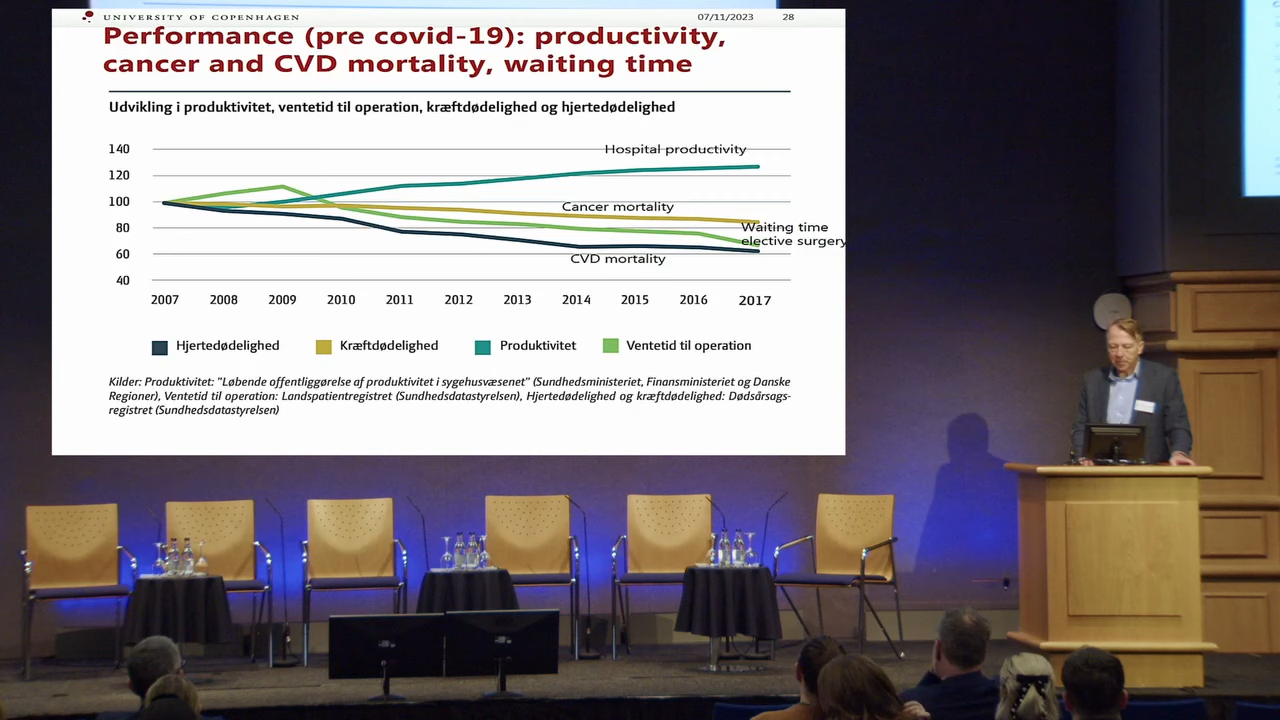 UNIVERSITY OF COPENHAGEN 07/11/2023 28
Performance (pre covid-19): productivity,
cancer and CVD mortality, waiting time
Udvikling i produktivitet, ventetid til operation, kræftdødelighed og hjertedødelighed
140
120
100
80
60
40
Hospital productivity
Cancer mortality
Waiting time
elective surgery
CVD mortality
2007 2008 2009 2010 2011 2012 2013 2014 2015 2016 2017
Hjertedødelighed Kræftdødelighed Produktivitet Ventetid til operation
Kilder: Produktivitet: "Løbende offentliggørelse af produktivitet i sygehusvæsenet" (Sundhedsministeriet, Finansministeriet og Danske
Regioner), Ventetid til operation: Landspatientregistret (Sundhedsdatastyrelsen), Hjertedødelighed og kræftdødelighed: Dødsårsags-
registret (Sundhedsdatastyrelsen)